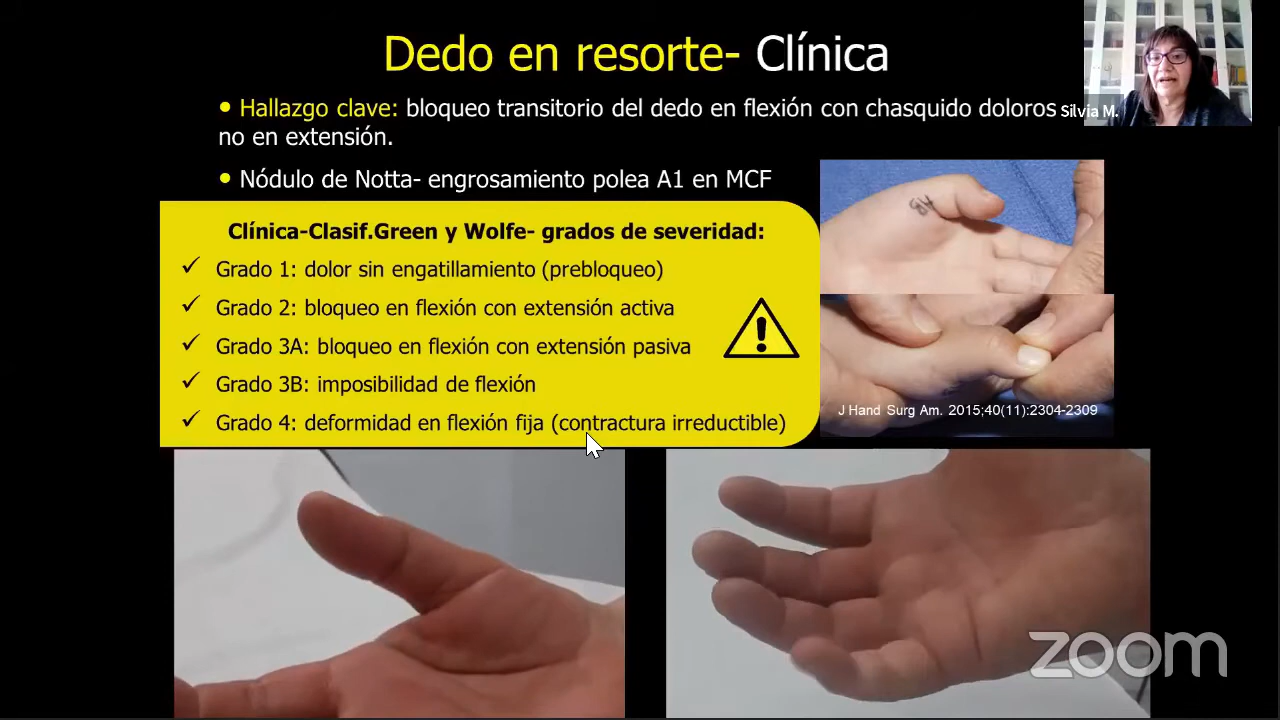 Dedo en resorte- Clínica
• Hallazgo clave: bloqueo transitorio del dedo en flexión con chasquido doloros
no en extensión.
• Nódulo de Notta- engrosamiento polea A1 en MCF
Clínica-Clasif.Green y Wolfe- grados de severidad:
✓ Grado 1: dolor sin engatillamiento (prebloqueo)
✓ Grado 2: bloqueo en flexión con extensión activa
✓ Grado 3A: bloqueo en flexión con extensión pasiva
✓ Grado 3B: imposibilidad de flexión
✓ Grado 4: deformidad en flexión fija (contractura irreductible)
Silvia M.
J Hand Surg Am. 2015;40(11):2304-2309
zoom